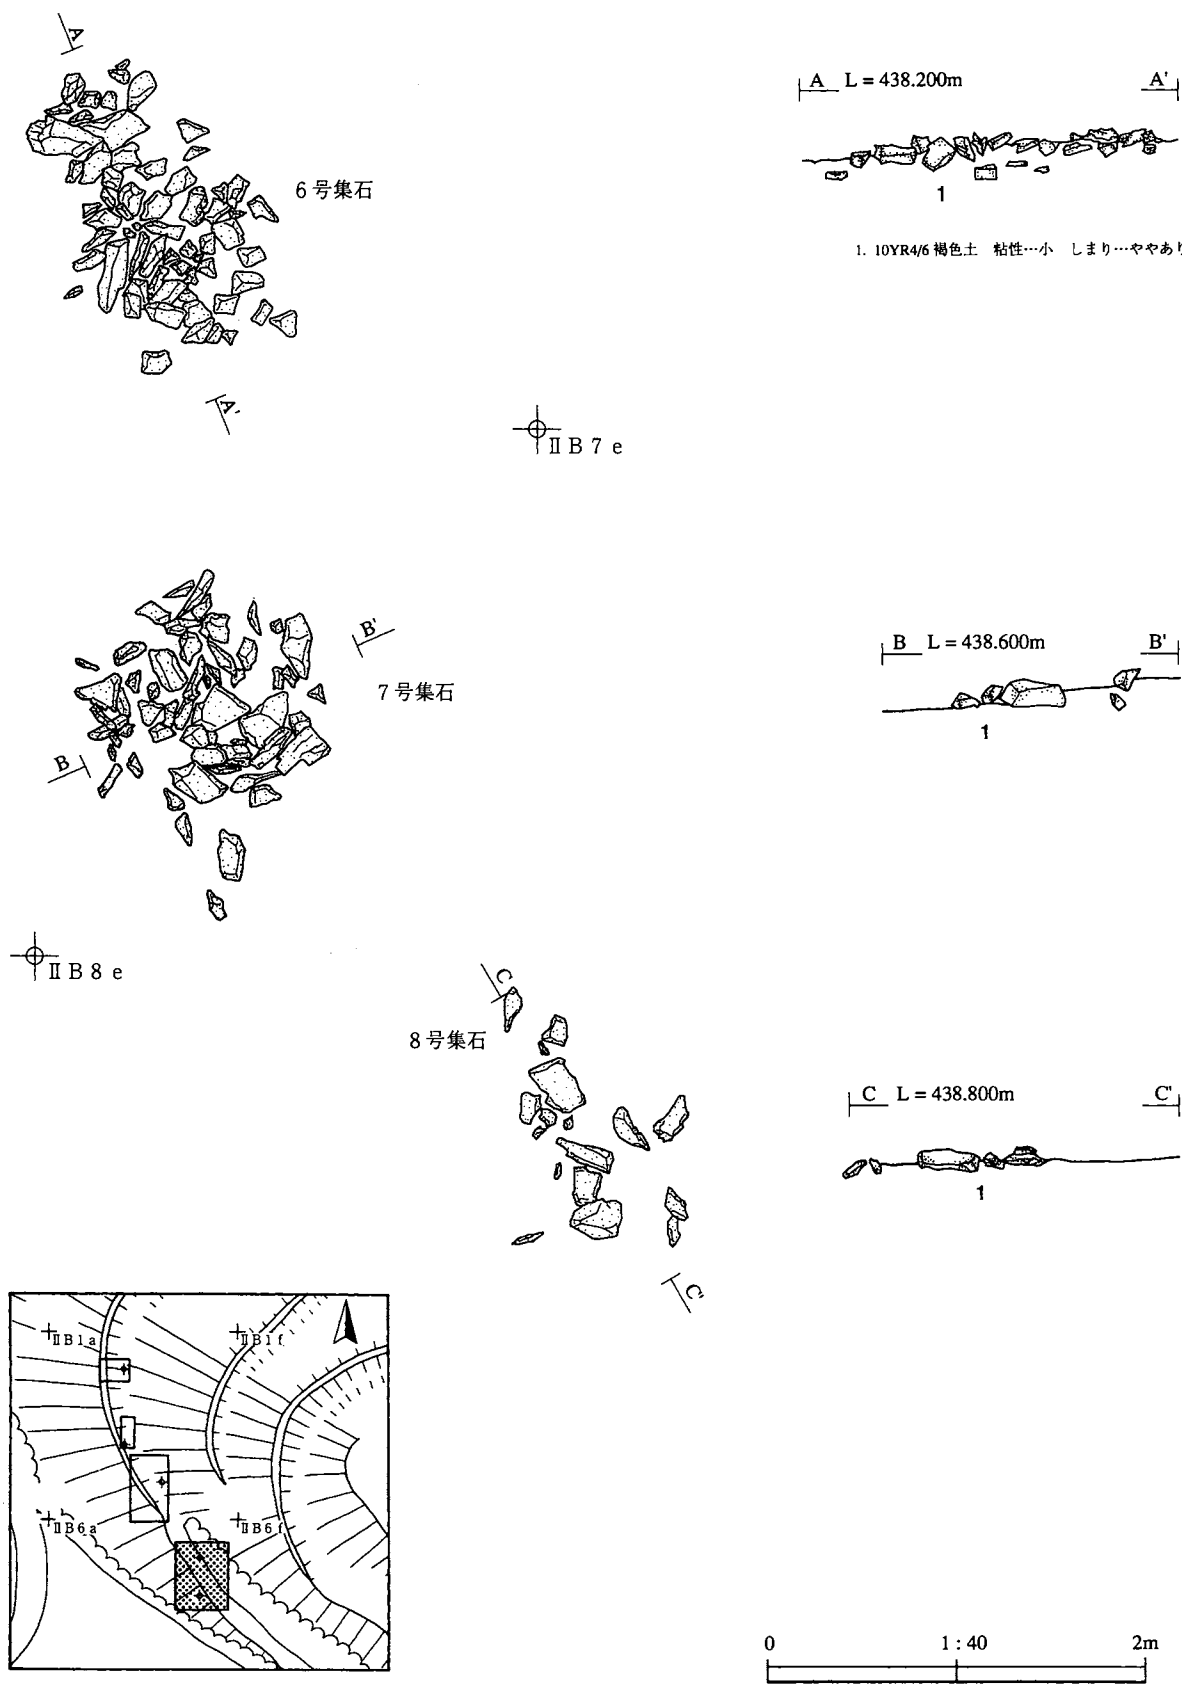 A
A L = 438.200m A'
6号集石
1
1. 10YR4/6 褐色土 粘性…小 しまり…ややあり
A'
ⅡB7e
B'
B L = 438.600m B'
7号集石
1
B
ⅡB8e
C
8号集石
C L = 438.800m C'
1
C'
ⅡB1a ⅡB1f
ⅡB6a ⅡB6f
0 1:40 2m